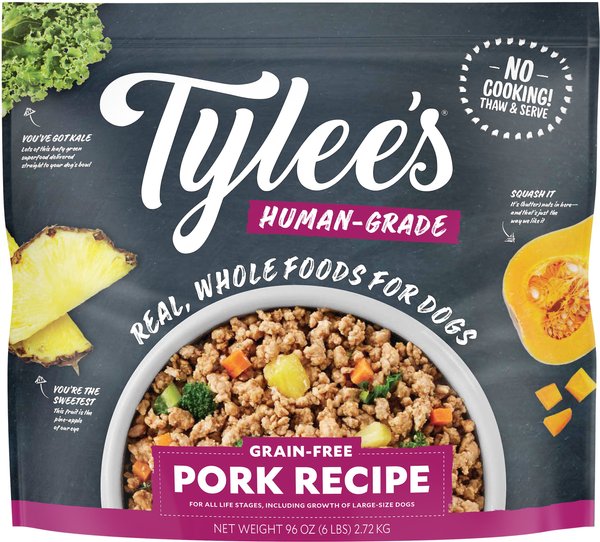 NO
COOKING!
THAW & SERVE
Tylee's®
HUMAN-GRADE
REAL, WHOLE FOODS FOR DOGS
YOU'VE GOT KALE
Lots of this leafy green
superfood delivered
straight to your dog's bowl
SQUASH IT
It's (butter) nuts in here—
and that's just the
way we like it
YOU'RE THE
SWEETEST
This fruit is the
pine-apple
of our eye
GRAIN-FREE
PORK RECIPE
FOR ALL LIFE STAGES, INCLUDING GROWTH OF LARGE-SIZE DOGS
NET WEIGHT 96 OZ (6 LBS) 2.72 KG